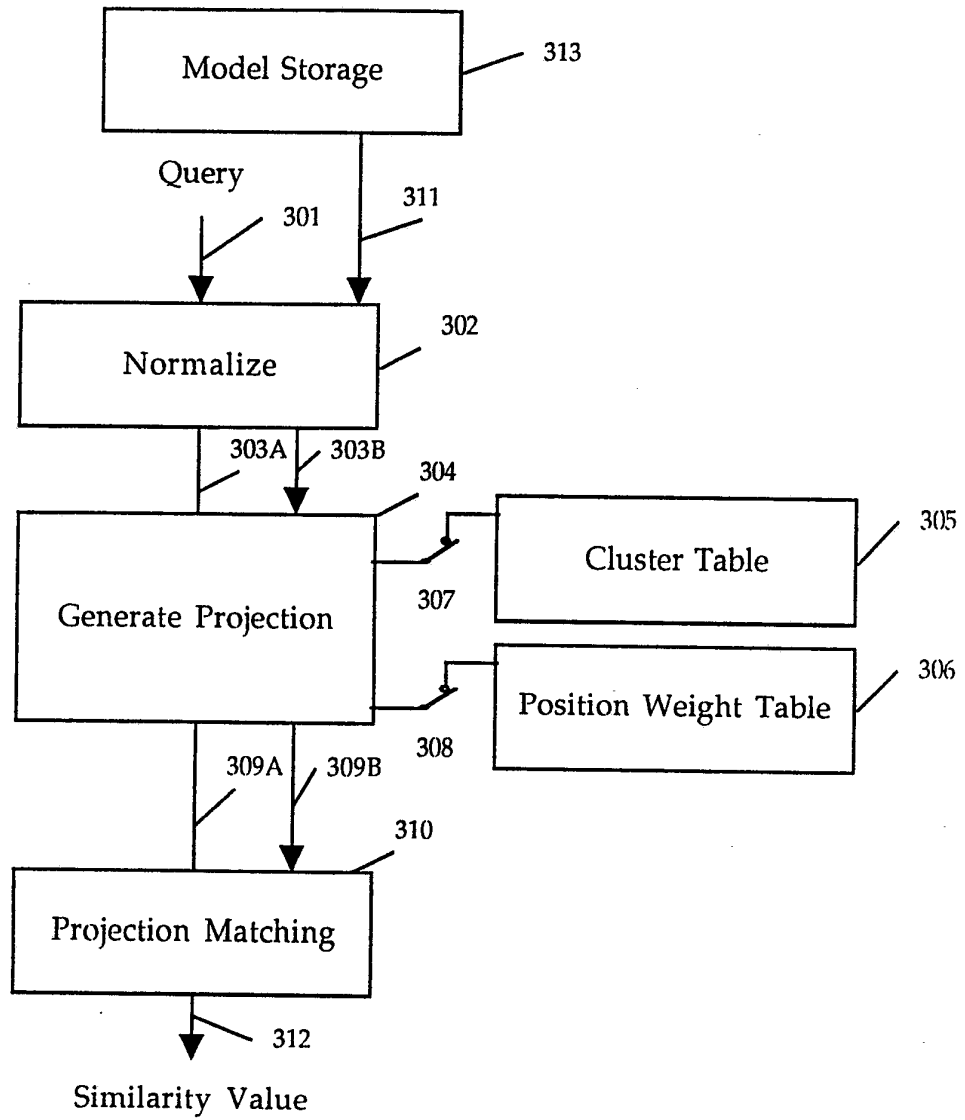 Model Storage
313
Query
301
311
302
Normalize
303A
303B
304
305
Cluster Table
307
Generate Projection
306
Position Weight Table
308
309A
309B
310
Projection Matching
312
Similarity Value